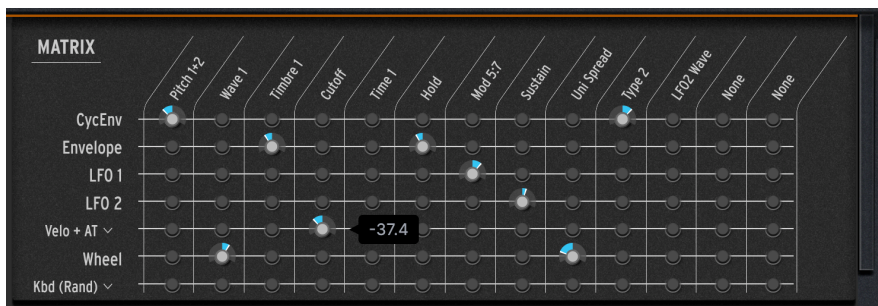 MATRIX
Pitch 1+2
Wave 1
Timbre 1
Cutoff
Time 1
Hold
Mod 5:7
Sustain
Uni Spread
Type 2
LFO2 Wave
None
None
CycEnv
Envelope
LFO 1
LFO 2
Velo + AT
-37.4
Wheel
Kbd (Rand)